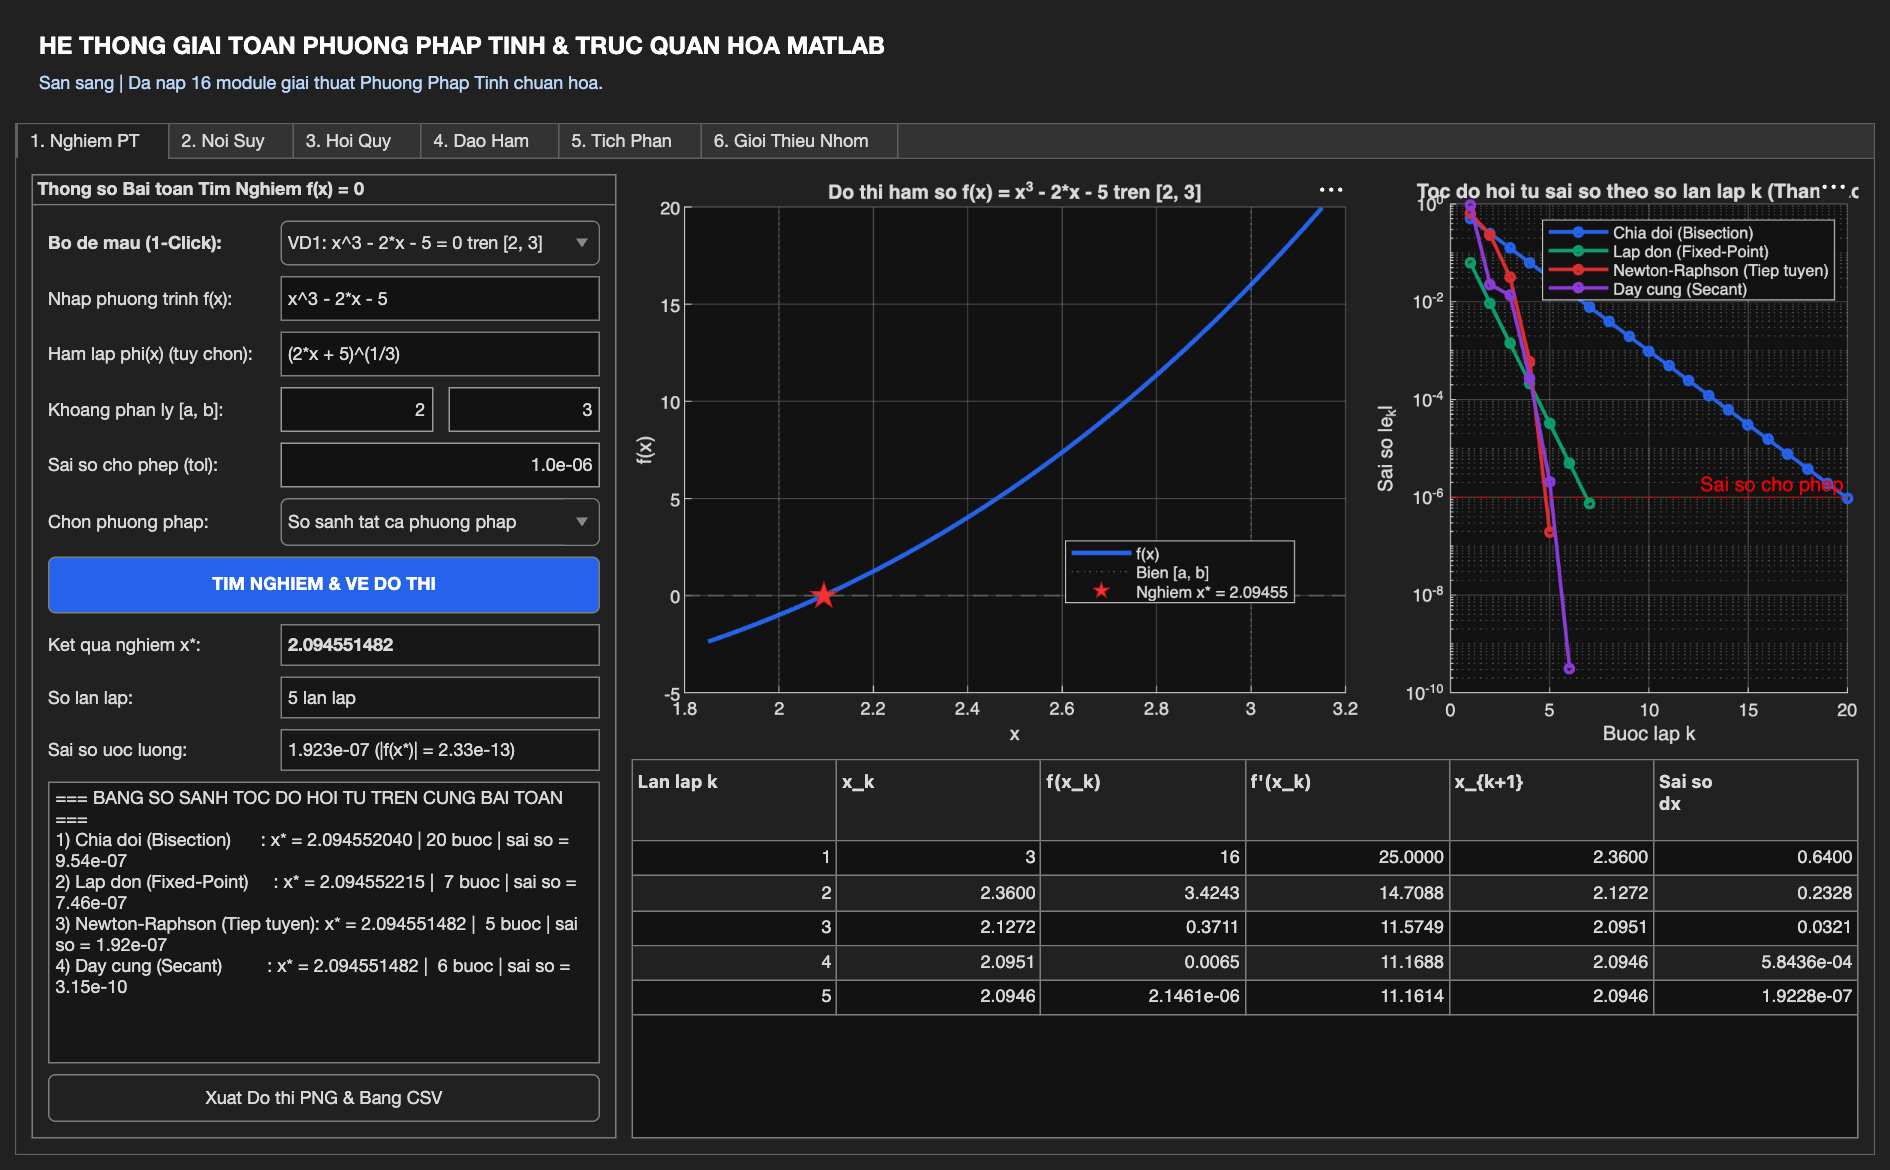 HE THONG GIAI TOAN PHUONG PHAP TINH & TRUC QUAN HOA MATLAB
San sang | Da nap 16 module giai thuat Phuong Phap Tinh chuan hoa.
1. Nghiem PT
2. Noi Suy
3. Hoi Quy
4. Dao Ham
5. Tich Phan
6. Gioi Thieu Nhom
Thong so Bai toan Tim Nghiem f(x) = 0
Bo de mau (1-Click):
VD1: x^3 - 2*x - 5 = 0 tren [2, 3]
Nhap phuong trinh f(x):
x^3 - 2*x - 5
Ham lap phi(x) (tuy chon):
(2*x + 5)^(1/3)
Khoang phan ly [a, b]:
2
3
Sai so cho phep (tol):
1.0e-06
Chon phuong phap:
So sanh tat ca phuong phap
TIM NGHIEM & VE DO THI
Ket qua nghiem x*:
2.094551482
So lan lap:
5 lan lap
Sai so uoc luong:
1.923e-07 (|f(x*)| = 2.33e-13)
=== BANG SO SANH TOC DO HOI TU TREN CUNG BAI TOAN
===
1) Chia doi (Bisection) : x* = 2.094552040 | 20 buoc | sai so =
9.54e-07
2) Lap don (Fixed-Point) : x* = 2.094552215 | 7 buoc | sai so =
7.46e-07
3) Newton-Raphson (Tiep tuyen): x* = 2.094551482 | 5 buoc | sai
so = 1.92e-07
4) Day cung (Secant) : x* = 2.094551482 | 6 buoc | sai so =
3.15e-10
Xuat Do thi PNG & Bang CSV
Do thi ham so f(x) = x³ - 2*x - 5 tren [2, 3]
20
15
10
5
0
-5
f(x)
1.8 2 2.2 2.4 2.6 2.8 3 3.2
x
f(x)
Bien [a, b]
Nghiem x* = 2.09455
Toc do hoi tu sai so theo so lan lap k (Than
10⁰
10⁻²
10⁻⁴
10⁻⁶
10⁻⁸
10⁻¹⁰
Sai so |eₖ|
Chia doi (Bisection)
Lap don (Fixed-Point)
Newton-Raphson (Tiep tuyen)
Day cung (Secant)
Sai so cho phep
0 5 10 15 20
Buoc lap k
Lan lap k x_k f(x_k) f'(x_k) x_{k+1} Sai so
dx
1 3 16 25.0000 2.3600 0.6400
2 2.3600 3.4243 14.7088 2.1272 0.2328
3 2.1272 0.3711 11.5749 2.0951 0.0321
4 2.0951 0.0065 11.1688 2.0946 5.8436e-04
5 2.0946 2.1461e-06 11.1614 2.0946 1.9228e-07